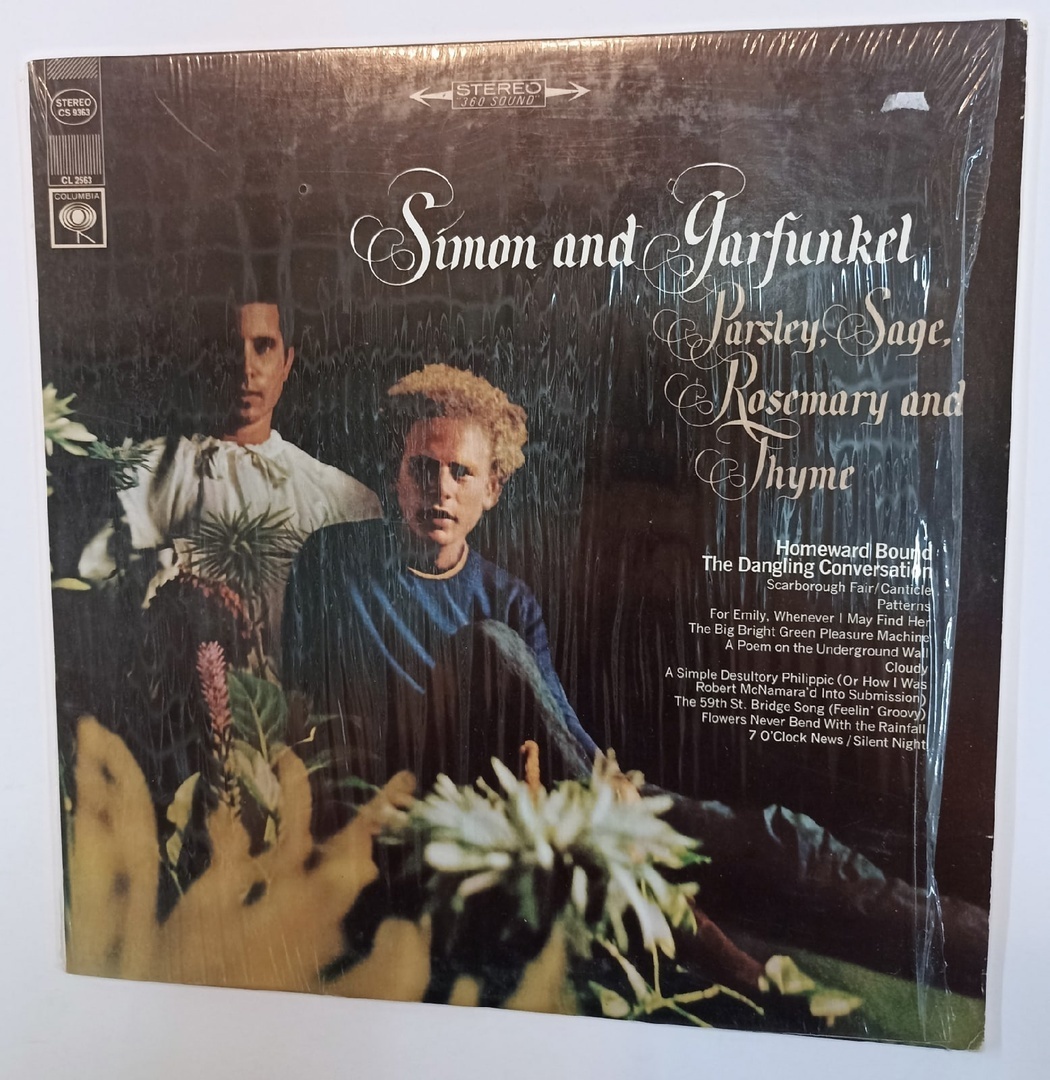 STEREO
CS 9363
CL 2563
COLUMBIA
STEREO
"360 SOUND"
Simon and Garfunkel
Parsley, Sage,
Rosemary and
Thyme
Homeward Bound
The Dangling Conversation
Scarborough Fair/Canticle
Patterns
For Emily, Whenever I May Find Her
The Big Bright Green Pleasure Machine
A Poem on the Underground Wall
Cloudy
A Simple Desultory Philippic (Or How I Was
Robert McNamara'd Into Submission)
The 59th St. Bridge Song (Feelin' Groovy)
Flowers Never Bend With the Rainfall
7 O'Clock News / Silent Night